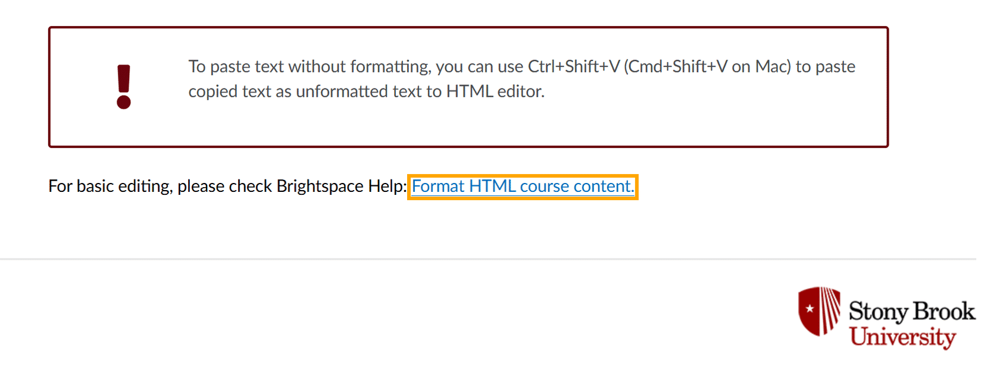 To paste text without formatting, you can use Ctrl+Shift+V (Cmd+Shift+V on Mac) to paste
copied text as unformatted text to HTML editor.
For basic editing, please check Brightspace Help: Format HTML course content.
Stony Brook
University